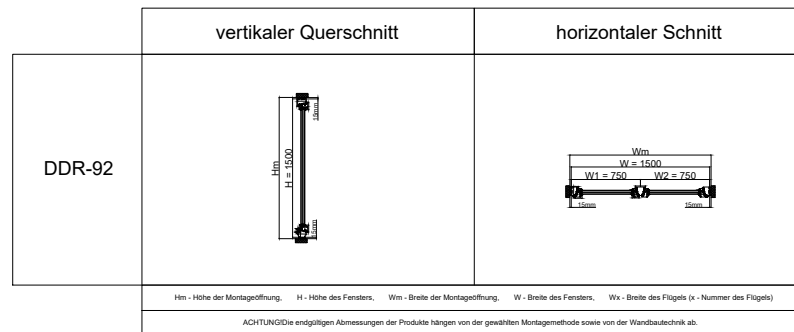 vertikaler Querschnitt
horizontaler Schnitt
DDR-92
15mm
Hm
H = 1500
15mm
Wm
W = 1500
W1 = 750 W2 = 750
15mm 15mm
Hm - Höhe der Montageöffnung, H - Höhe des Fensters, Wm - Breite der Montageöffnung, W - Breite des Fensters, Wx - Breite des Flügels (x - Nummer des Flügels)
ACHTUNG!Die endgültigen Abmessungen der Produkte hängen von der gewählten Montagemethode sowie von der Wandbautechnik ab.